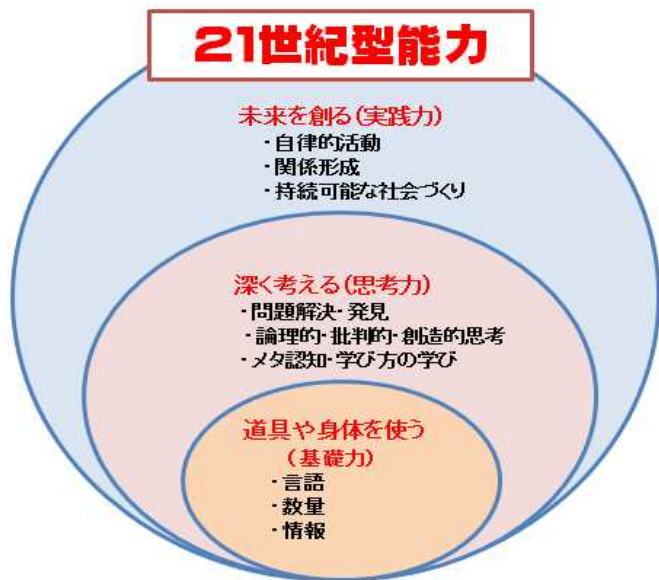 21世紀型能力
未来を創る(実践力)
・自律的活動
・関係形成
・持続可能な社会づくり
深く考える(思考力)
・問題解決・発見
・論理的・批判的・創造的思考
・メタ認知・学び方の学び
道具や身体を使う
(基礎力)
・言語
・数量
・情報